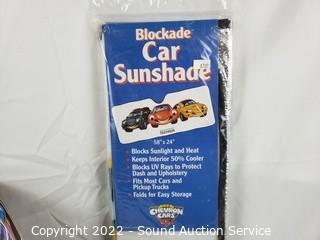 Blockade
Car
Sunshade
58" x 24"
• Blocks Sunlight and Heat
• Keeps Interior 50% Cooler
• Blocks UV Rays to Protect
Dash and Upholstery
• Fits Most Cars and
Pickup Trucks
• Folds for Easy Storage
CHEVRON
CARS
Copyright 2022 - Sound Auction Service